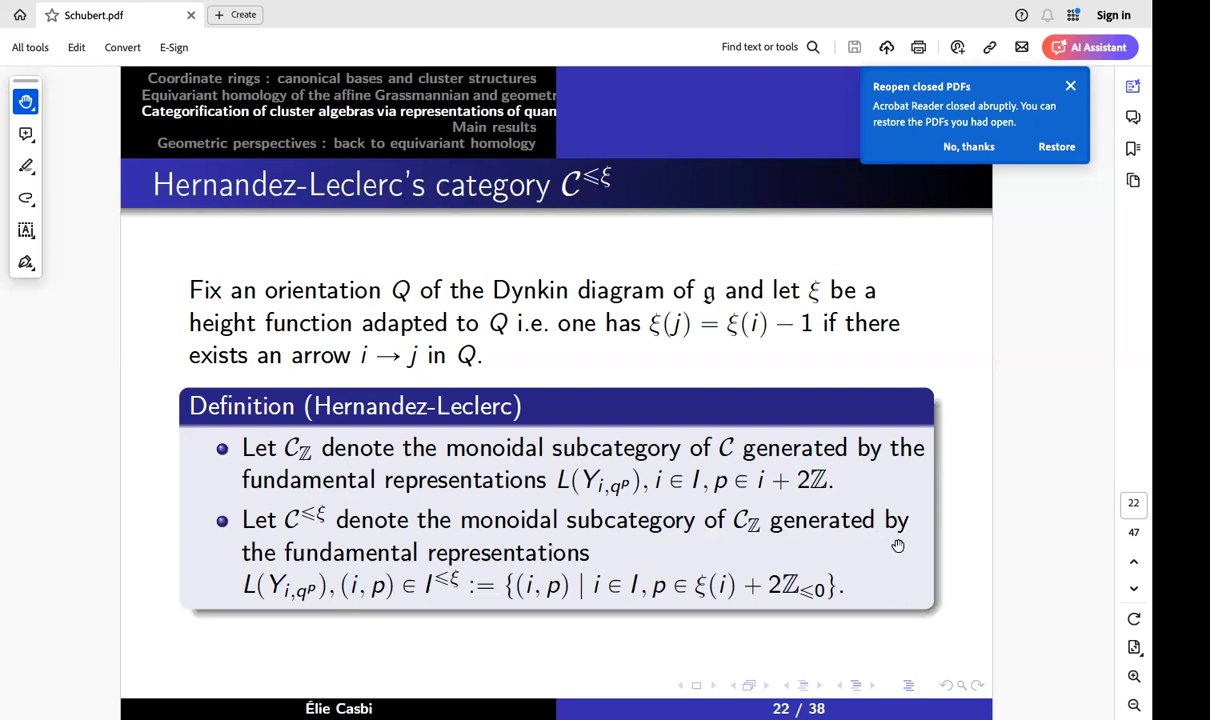 Schubert.pdf
Create
Sign in
All tools Edit Convert E-Sign
Find text or tools
AI Assistant
Coordinate rings : canonical bases and cluster structures
Equivariant homology of the affine Grassmannian and geometr
Categorification of cluster algebras via representations of quan
Main results
Geometric perspectives : back to equivariant homology
Reopen closed PDFs
Acrobat Reader closed abruptly. You can
restore the PDFs you had open.
No, thanks Restore
Hernandez-Leclerc's category 𝒞^{⩽ξ}
Fix an orientation Q of the Dynkin diagram of 𝔤 and let ξ be a
height function adapted to Q i.e. one has ξ(j) = ξ(i) − 1 if there
exists an arrow i → j in Q.
Definition (Hernandez-Leclerc)
Let 𝒞_ℤ denote the monoidal subcategory of 𝒞 generated by the
fundamental representations L(Y_{i,q^p}), i ∈ I, p ∈ i + 2ℤ.
Let 𝒞^{⩽ξ} denote the monoidal subcategory of 𝒞_ℤ generated by
the fundamental representations
L(Y_{i,q^p}), (i, p) ∈ I^{⩽ξ} := {(i, p) | i ∈ I, p ∈ ξ(i) + 2ℤ_{⩽0}}.
22
47
Élie Casbi
22 / 38